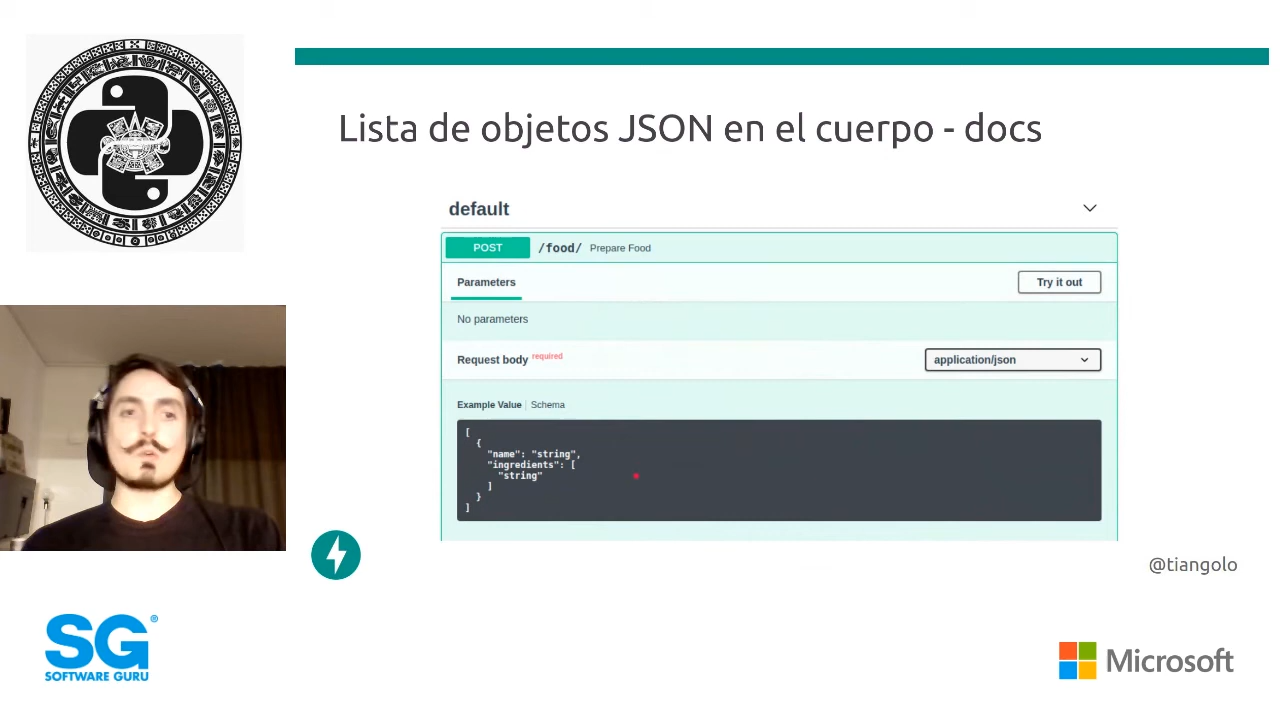 Lista de objetos JSON en el cuerpo - docs
default
POST /food/ Prepare Food
Parameters
Try it out
No parameters
Request body required
application/json
Example Value | Schema
[
{
"name": "string",
"ingredients": [
"string"
]
}
]
@tiangolo
SG®
SOFTWARE GURU
Microsoft